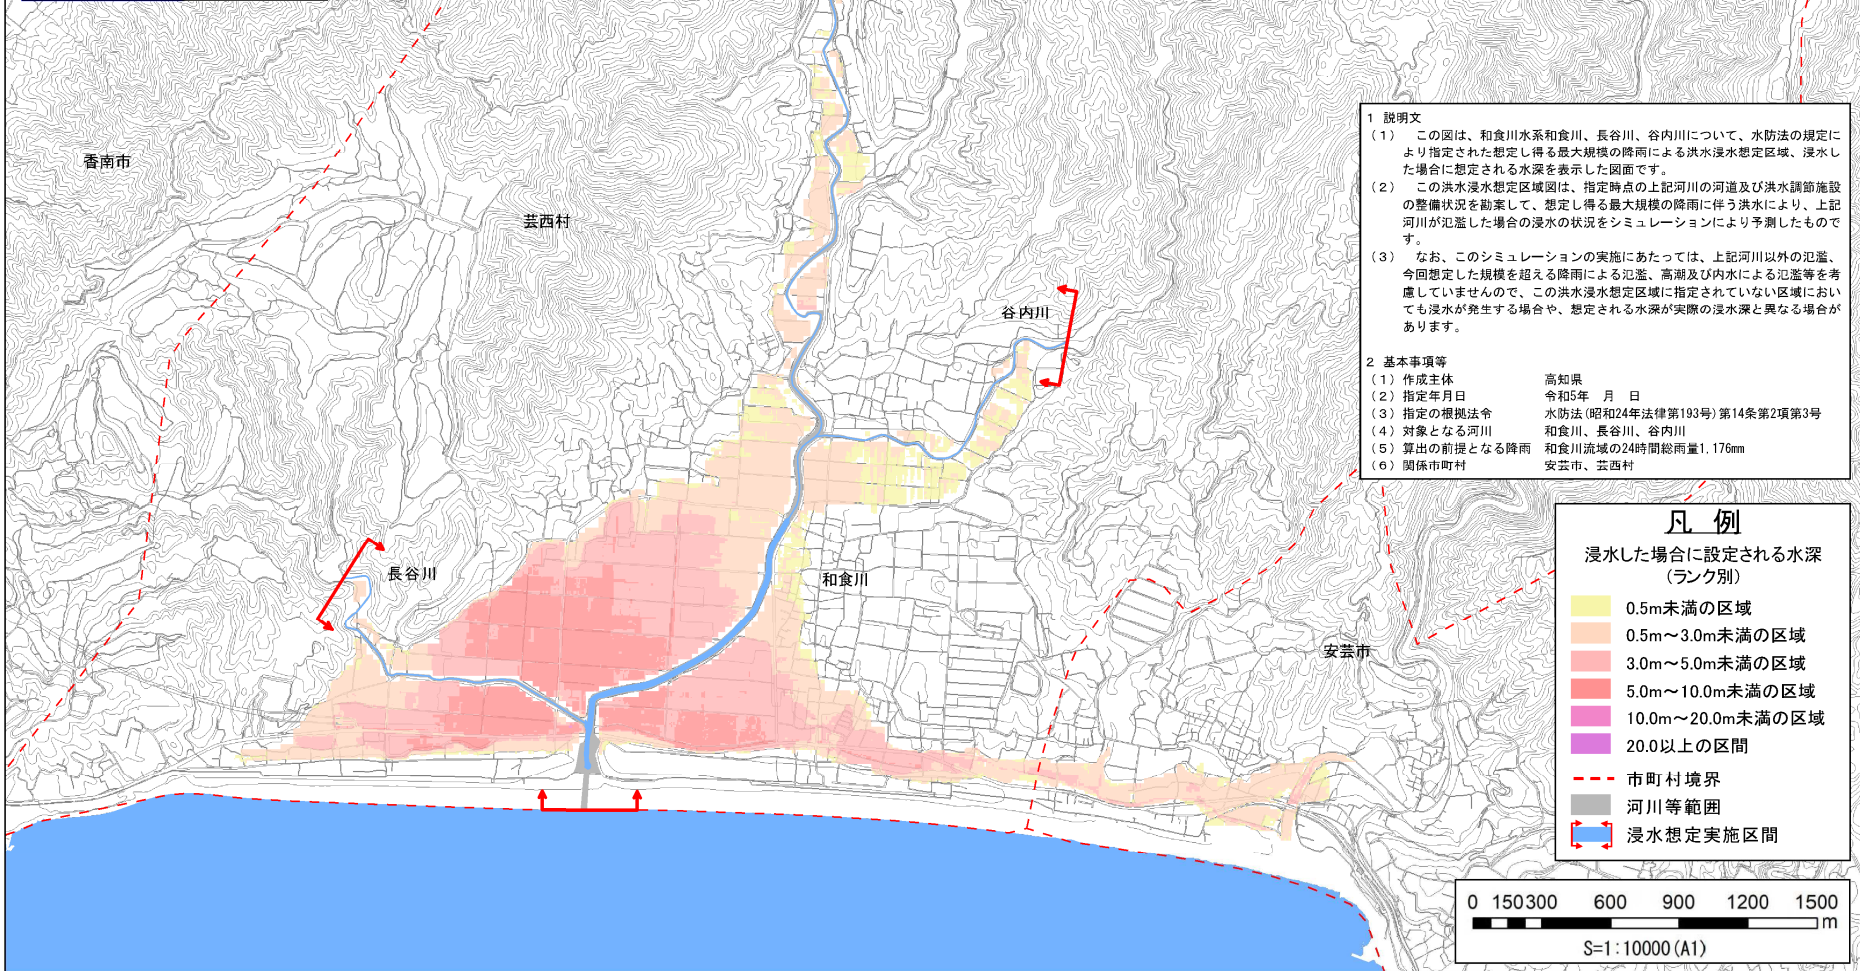 香南市
芸西村
谷内川
長谷川
和食川
安芸市
1 説明文
(1) この図は、和食川水系和食川、長谷川、谷内川について、水防法の規定に
より指定された想定し得る最大規模の降雨による洪水浸水想定区域、浸水し
た場合に想定される水深を表示した図面です。
(2) この洪水浸水想定区域図は、指定時点の上記河川の河道及び洪水調節施設
の整備状況を勘案して、想定し得る最大規模の降雨に伴う洪水により、上記
河川が氾濫した場合の浸水の状況をシミュレーションにより予測したもので
す。
(3) なお、このシミュレーションの実施にあたっては、上記河川以外の氾濫、
今回想定した規模を超える降雨による氾濫、高潮及び内水による氾濫等を考
慮していませんので、この洪水浸水想定区域に指定されていない区域におい
ても浸水が発生する場合や、想定される水深が実際の浸水深と異なる場合が
あります。
2 基本事項等
(1) 作成主体 高知県
(2) 指定年月日 令和5年 月 日
(3) 指定の根拠法令 水防法(昭和24年法律第193号)第14条第2項第3号
(4) 対象となる河川 和食川、長谷川、谷内川
(5) 算出の前提となる降雨 和食川流域の24時間総雨量1,176mm
(6) 関係市町村 安芸市、芸西村
凡 例
浸水した場合に設定される水深
(ランク別)
0.5m未満の区域
0.5m～3.0m未満の区域
3.0m～5.0m未満の区域
5.0m～10.0m未満の区域
10.0m～20.0m未満の区域
20.0以上の区間
市町村境界
河川等範囲
浸水想定実施区間
0 150 300 600 900 1200 1500
m
S=1:10000(A1)